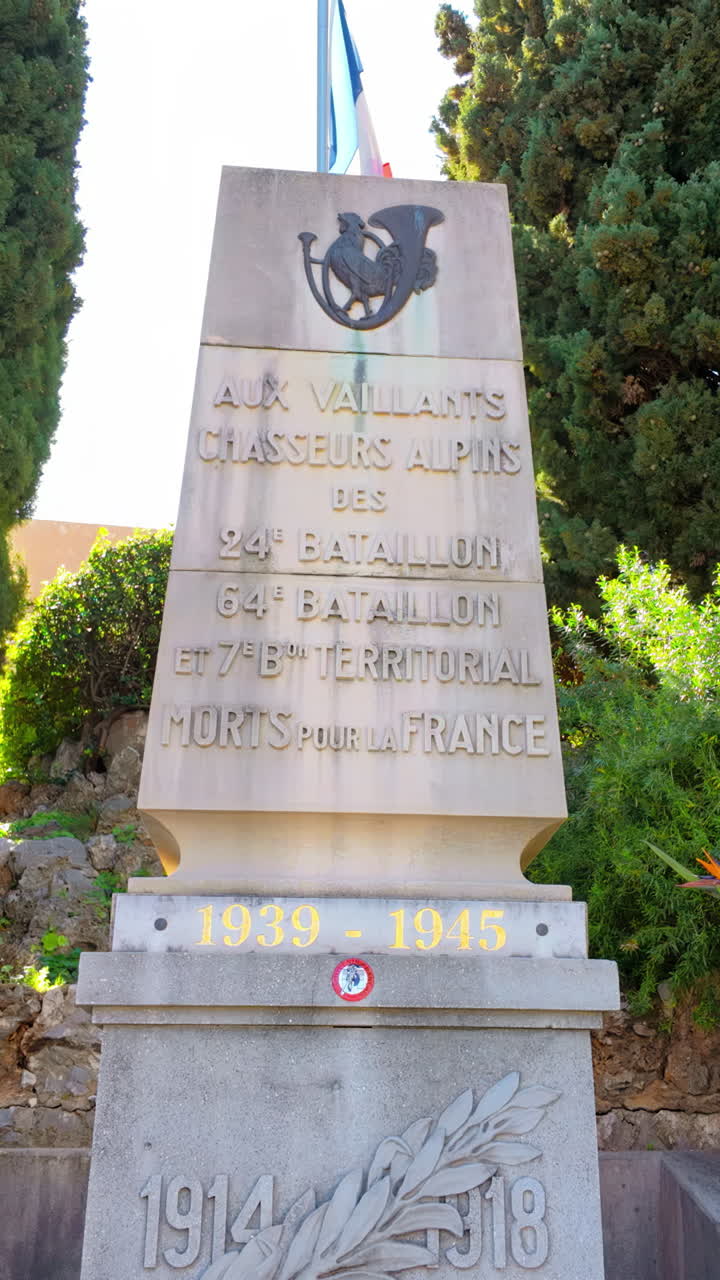 AUX VAILLANTS
CHASSEURS ALPINS
DES
24E BATAILLON
64E BATAILLON
ET 7E Bon TERRITORIAL
MORTS POUR LA FRANCE
1939 - 1945
1914 1918